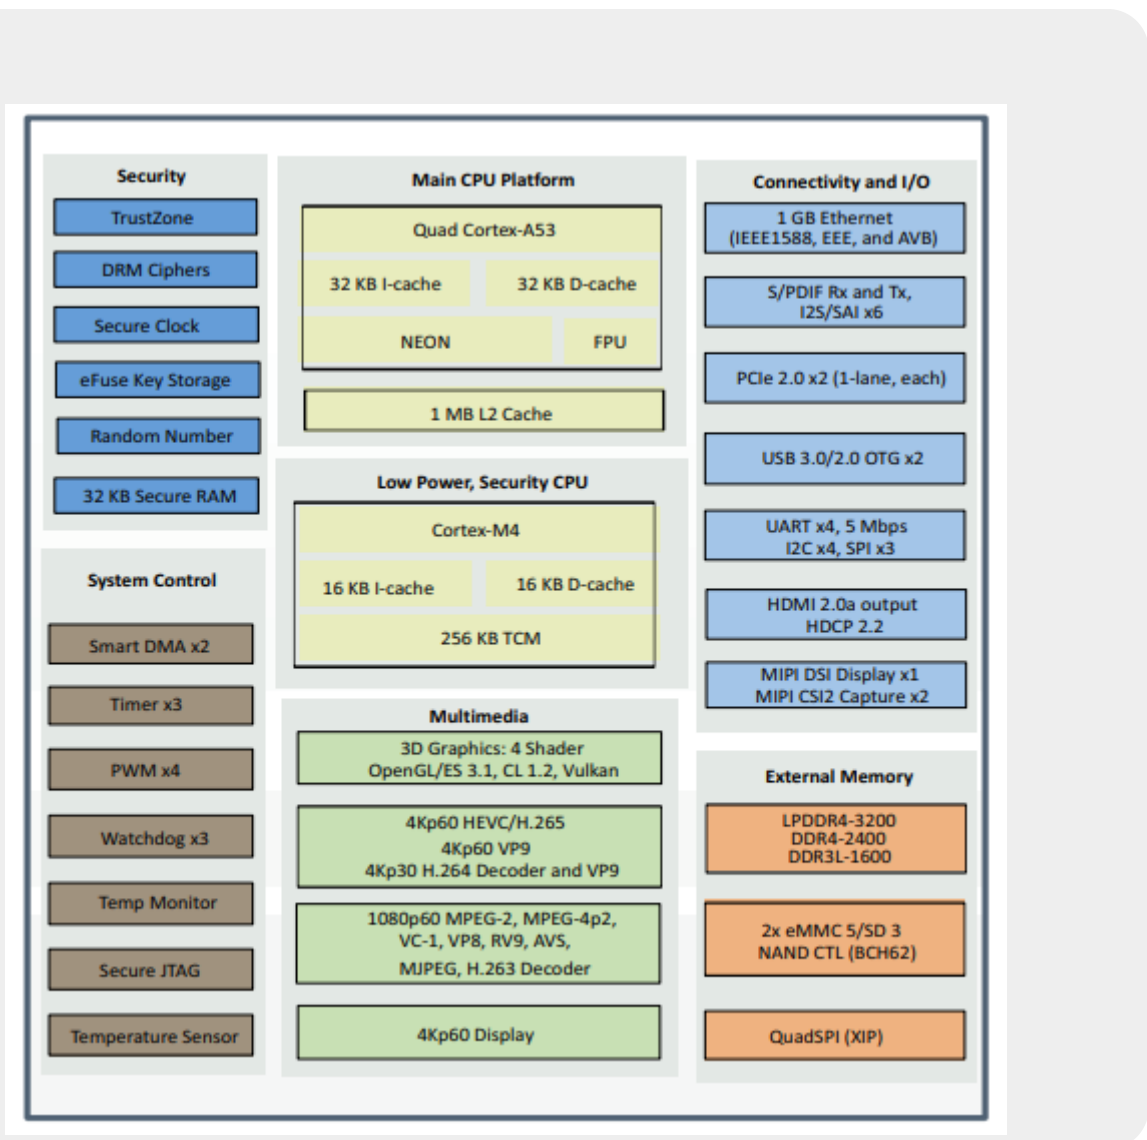 Security
TrustZone
DRM Ciphers
Secure Clock
eFuse Key Storage
Random Number
32 KB Secure RAM
System Control
Smart DMA x2
Timer x3
PWM x4
Watchdog x3
Temp Monitor
Secure JTAG
Temperature Sensor
Main CPU Platform
Quad Cortex-A53
32 KB I-cache
32 KB D-cache
NEON
FPU
1 MB L2 Cache
Low Power, Security CPU
Cortex-M4
16 KB I-cache
16 KB D-cache
256 KB TCM
Multimedia
3D Graphics: 4 Shader
OpenGL/ES 3.1, CL 1.2, Vulkan
4Kp60 HEVC/H.265
4Kp60 VP9
4Kp30 H.264 Decoder and VP9
1080p60 MPEG-2, MPEG-4p2,
VC-1, VP8, RV9, AVS,
MJPEG, H.263 Decoder
4Kp60 Display
Connectivity and I/O
1 GB Ethernet
(IEEE1588, EEE, and AVB)
S/PDIF Rx and Tx,
I2S/SAI x6
PCIe 2.0 x2 (1-lane, each)
USB 3.0/2.0 OTG x2
UART x4, 5 Mbps
I2C x4, SPI x3
HDMI 2.0a output
HDCP 2.2
MIPI DSI Display x1
MIPI CSI2 Capture x2
External Memory
LPDDR4-3200
DDR4-2400
DDR3L-1600
2x eMMC 5/SD 3
NAND CTL (BCH62)
QuadSPI (XIP)